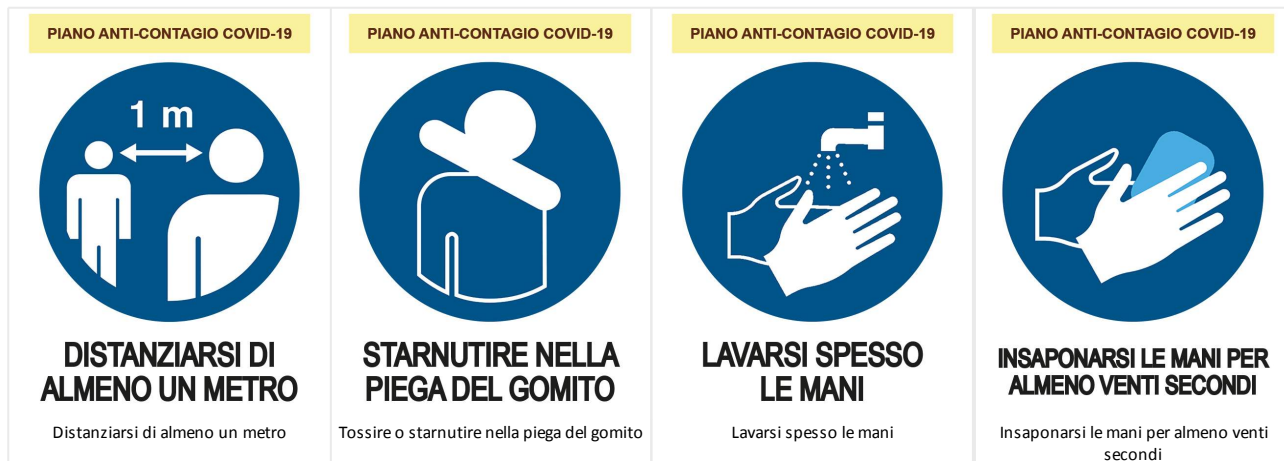 PIANO ANTI-CONTAGIO COVID-19
1 m
DISTANZIARSI DI
ALMENO UN METRO
Distanziarsi di almeno un metro
PIANO ANTI-CONTAGIO COVID-19
STARNUTIRE NELLA
PIEGA DEL GOMITO
Tossire o starnutire nella piega del gomito
PIANO ANTI-CONTAGIO COVID-19
LAVARSI SPESSO
LE MANI
Lavarsi spesso le mani
PIANO ANTI-CONTAGIO COVID-19
INSAPONARSI LE MANI PER
ALMENO VENTI SECONDI
Insaponarsi le mani per almeno venti
secondi